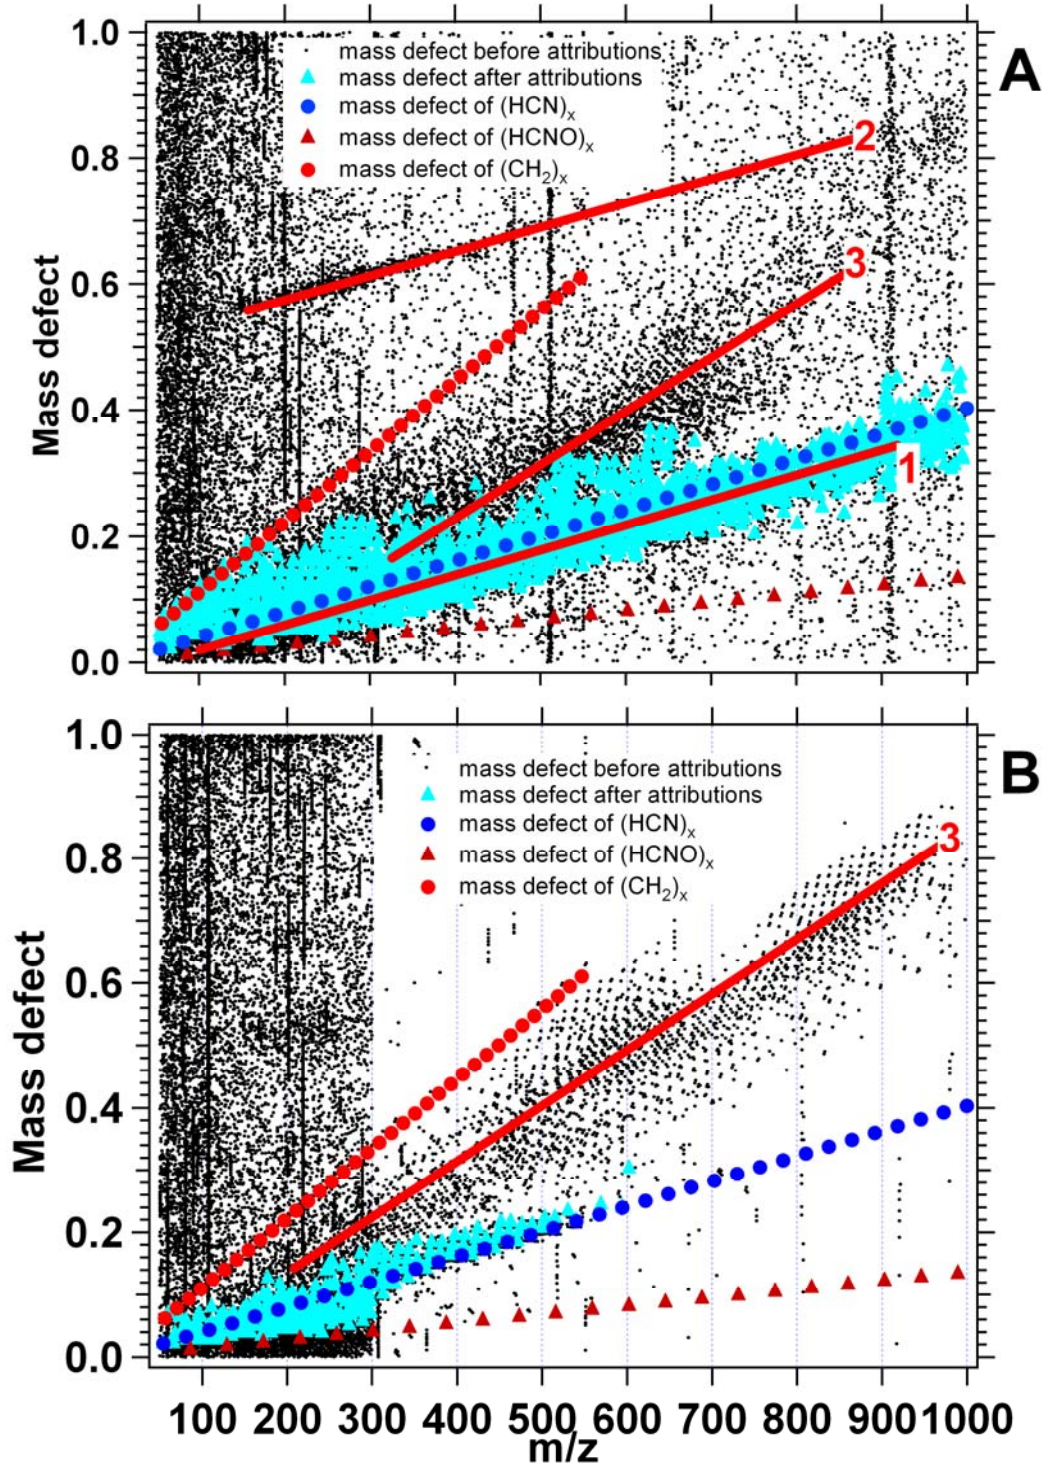 A
1.0
mass defect before attributions
mass defect after attributions
mass defect of (HCN)x
mass defect of (HCNO)x
mass defect of (CH2)x
2
0.8
3
0.6
Mass defect
0.4
1
0.2
0.0
B
1.0
mass defect before attributions
mass defect after attributions
mass defect of (HCN)x
mass defect of (HCNO)x
mass defect of (CH2)x
3
0.8
0.6
Mass defect
0.4
0.2
0.0
100 200 300 400 500 600 700 800 900 1000
m/z